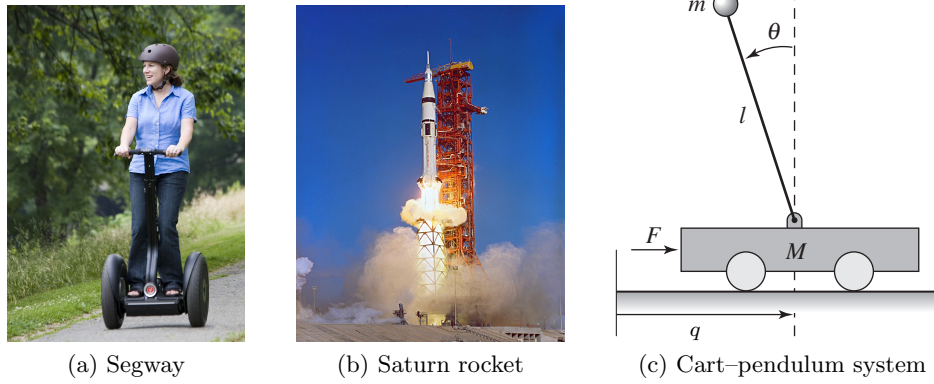 m
θ
l
F
M
q
(a) Segway
(b) Saturn rocket
(c) Cart–pendulum system